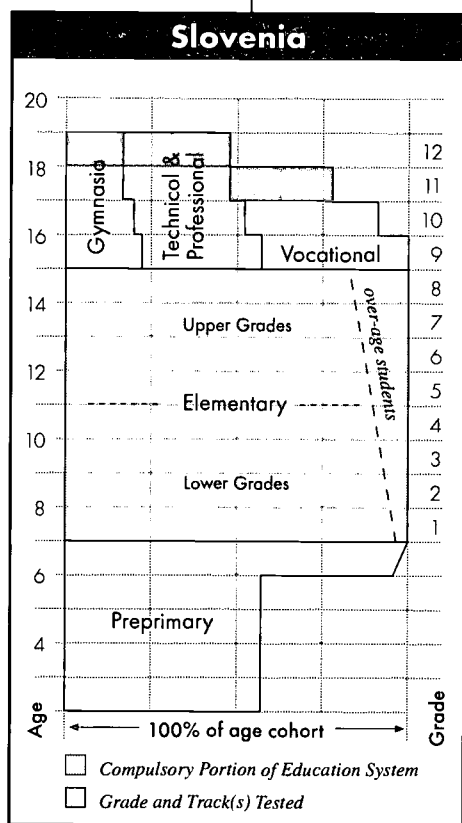 Slovenia
20
18
16
14
12
10
8
6
4
Age
Gymnasia
Technicol &
Professional
Vocational
Upper Grades
over-age students
Elementary
Lower Grades
Preprimary
12
11
10
9
8
7
6
5
4
3
2
1
Grade
100% of age cohort
Compulsory Portion of Education System
Grade and Track(s) Tested